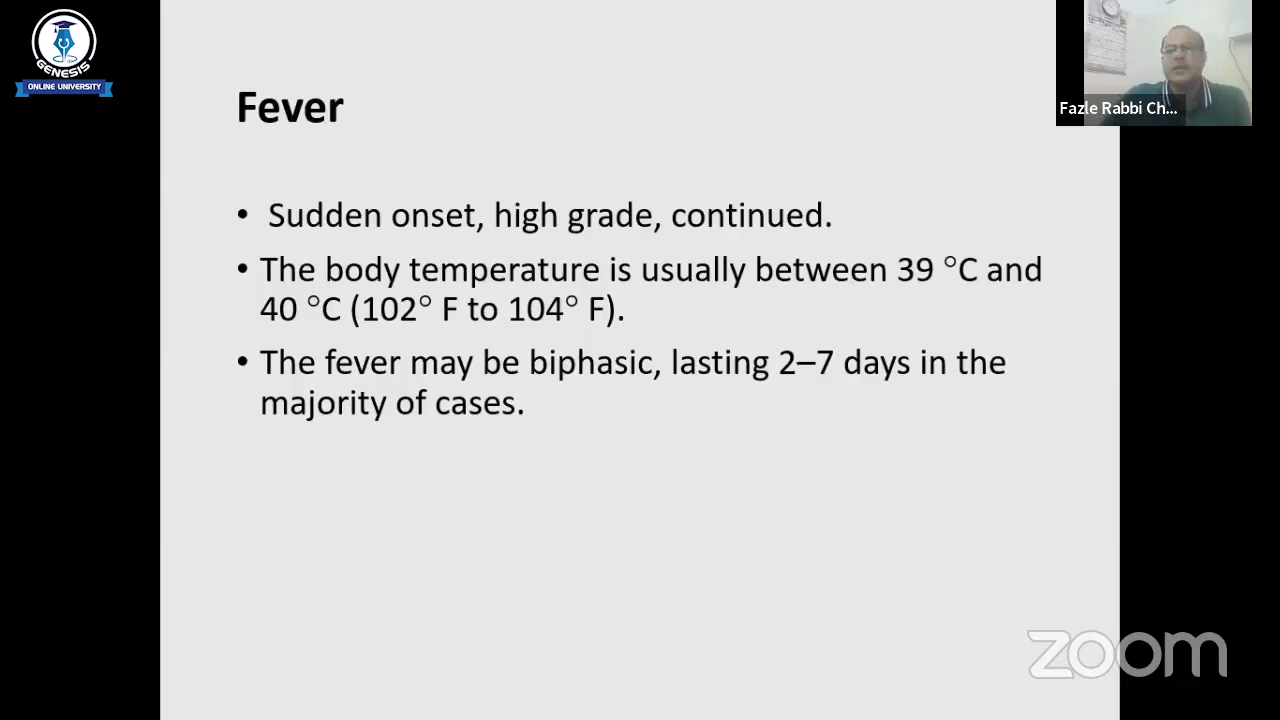 GENESIS
ONLINE UNIVERSITY
Fazle Rabbi Ch...
Fever
• Sudden onset, high grade, continued.
• The body temperature is usually between 39 °C and
40 °C (102° F to 104° F).
• The fever may be biphasic, lasting 2–7 days in the
majority of cases.
zoom